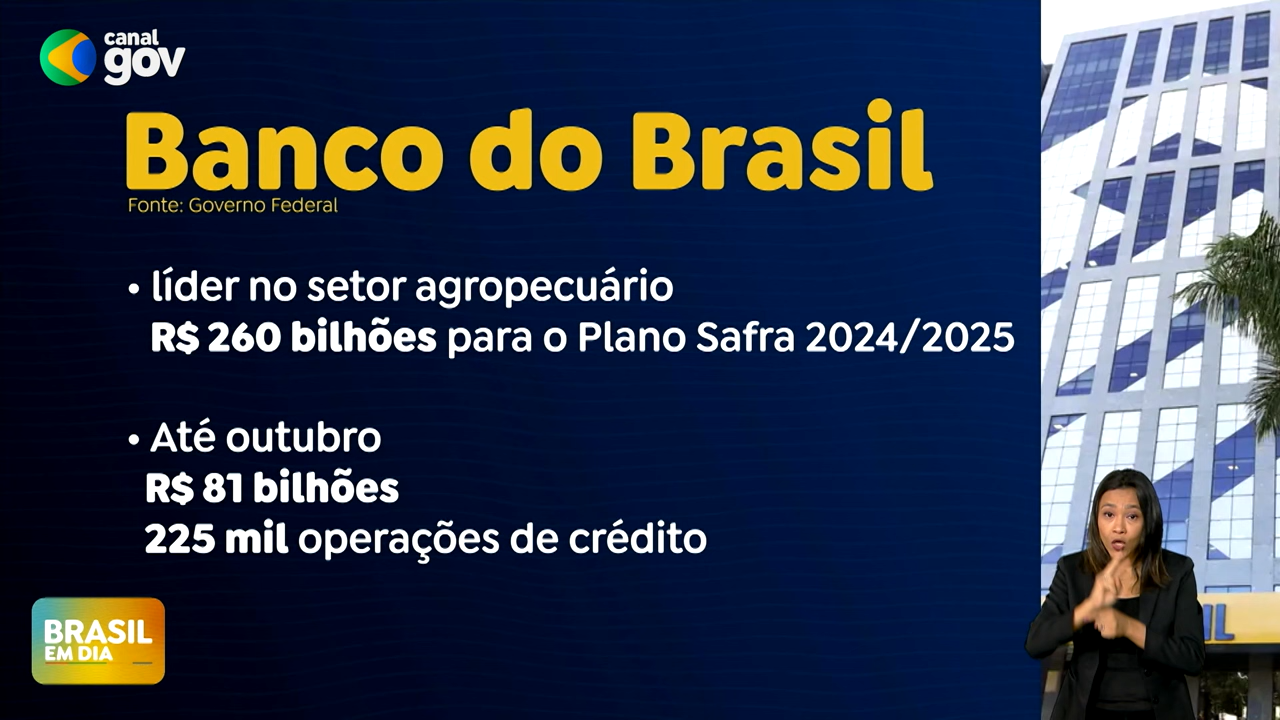 canal
gov
Banco do Brasil
Fonte: Governo Federal
• líder no setor agropecuário
R$ 260 bilhões para o Plano Safra 2024/2025
• Até outubro
R$ 81 bilhões
225 mil operações de crédito
BRASIL
EM DIA
IL